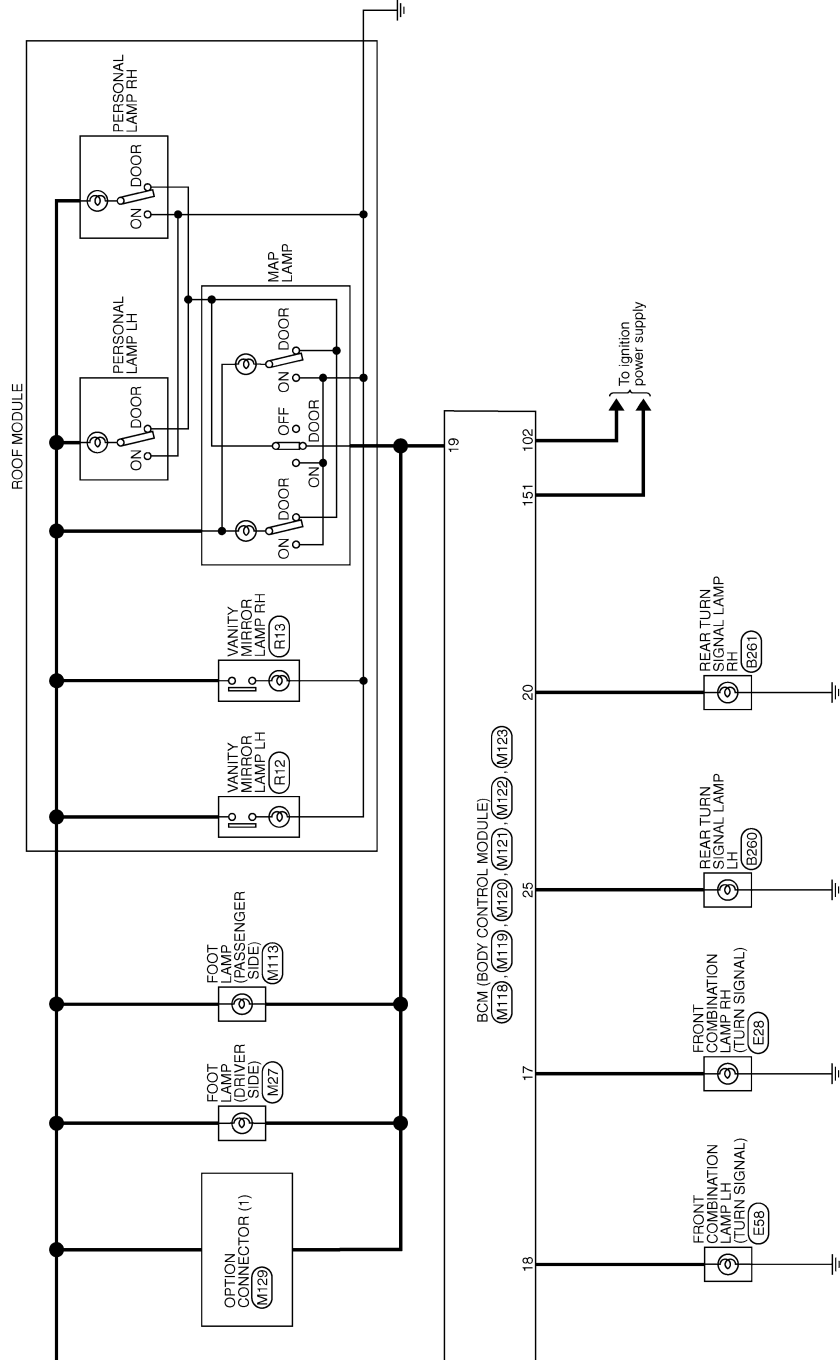 ROOF MODULE
PERSONAL
LAMP RH
ON
DOOR
PERSONAL
LAMP LH
ON
DOOR
MAP
LAMP
ON
DOOR
OFF
DOOR
ON
ON
DOOR
VANITY
MIRROR
LAMP RH
R13
VANITY
MIRROR
LAMP LH
R12
FOOT
LAMP
(PASSENGER
SIDE)
M113
FOOT
LAMP
(DRIVER
SIDE)
M27
OPTION
CONNECTOR (1)
M129
BCM (BODY CONTROL MODULE)
M118 , M119 , M120 , M121 , M122 , M123
19
102
151
To ignition
power supply
20
25
17
18
REAR TURN
SIGNAL LAMP
RH
B261
REAR TURN
SIGNAL LAMP
LH
B260
FRONT
COMBINATION
LAMP RH
(TURN SIGNAL)
E28
FRONT
COMBINATION
LAMP LH
(TURN SIGNAL)
E58